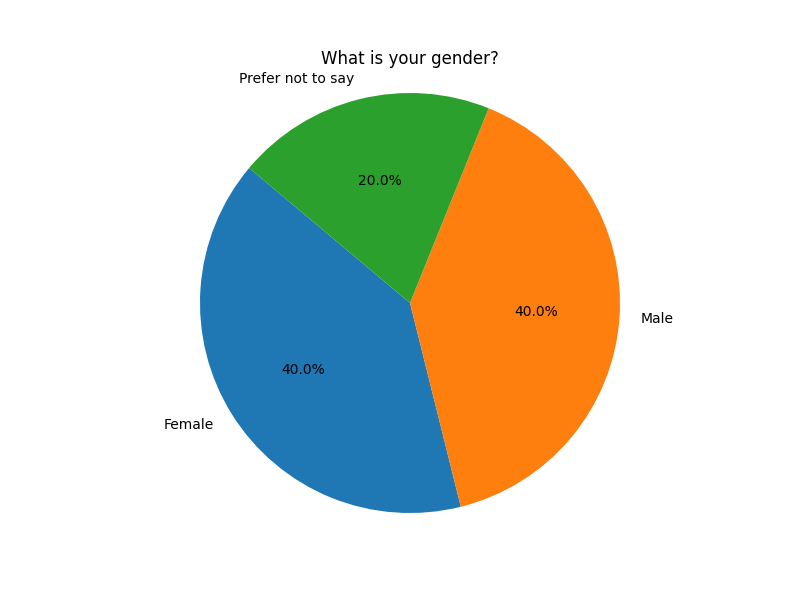 What is your gender?
Prefer not to say
20.0%
40.0%
Male
40.0%
Female